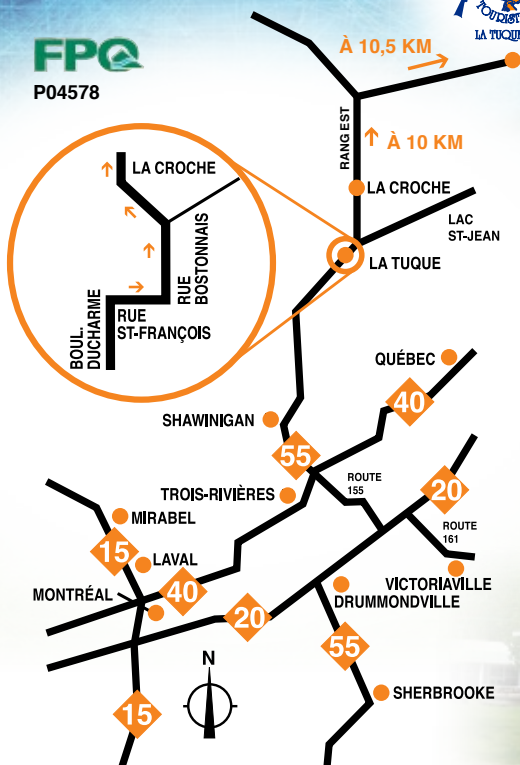 FPQ
P04578
TOURISTI
LA TUQUE
À 10,5 KM
RANG EST
À 10 KM
LA CROCHE
LA CROCHE
LAC
ST-JEAN
LA TUQUE
RUE
BOSTONNAIS
BOUL.
DUCHARME
RUE
ST-FRANÇOIS
QUÉBEC
40
SHAWINIGAN
55
ROUTE
155
20
TROIS-RIVIÈRES
MIRABEL
ROUTE
161
15
LAVAL
40
MONTRÉAL
VICTORIAVILLE
DRUMMONDVILLE
20
55
N
SHERBROOKE
15